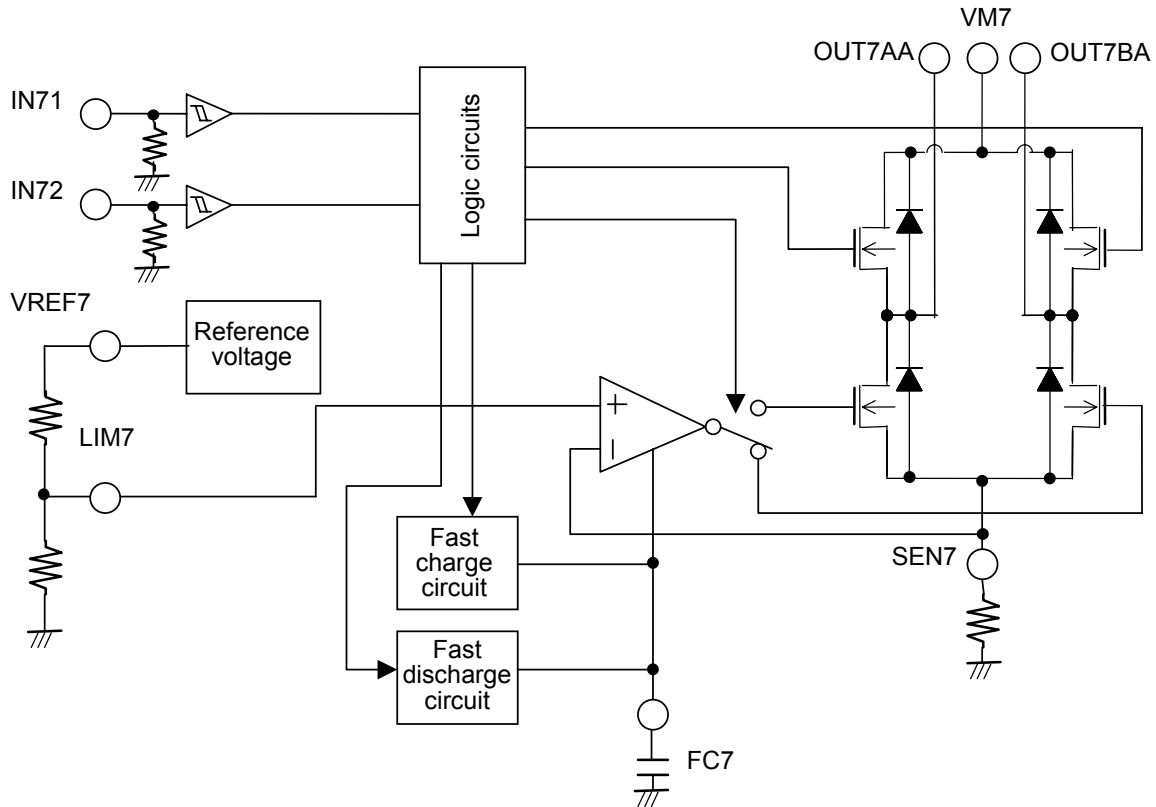 VM7
OUT7AA
OUT7BA
IN71
IN72
Logic circuits
VREF7
Reference
voltage
LIM7
+
−
Fast
charge
circuit
SEN7
Fast
discharge
circuit
FC7